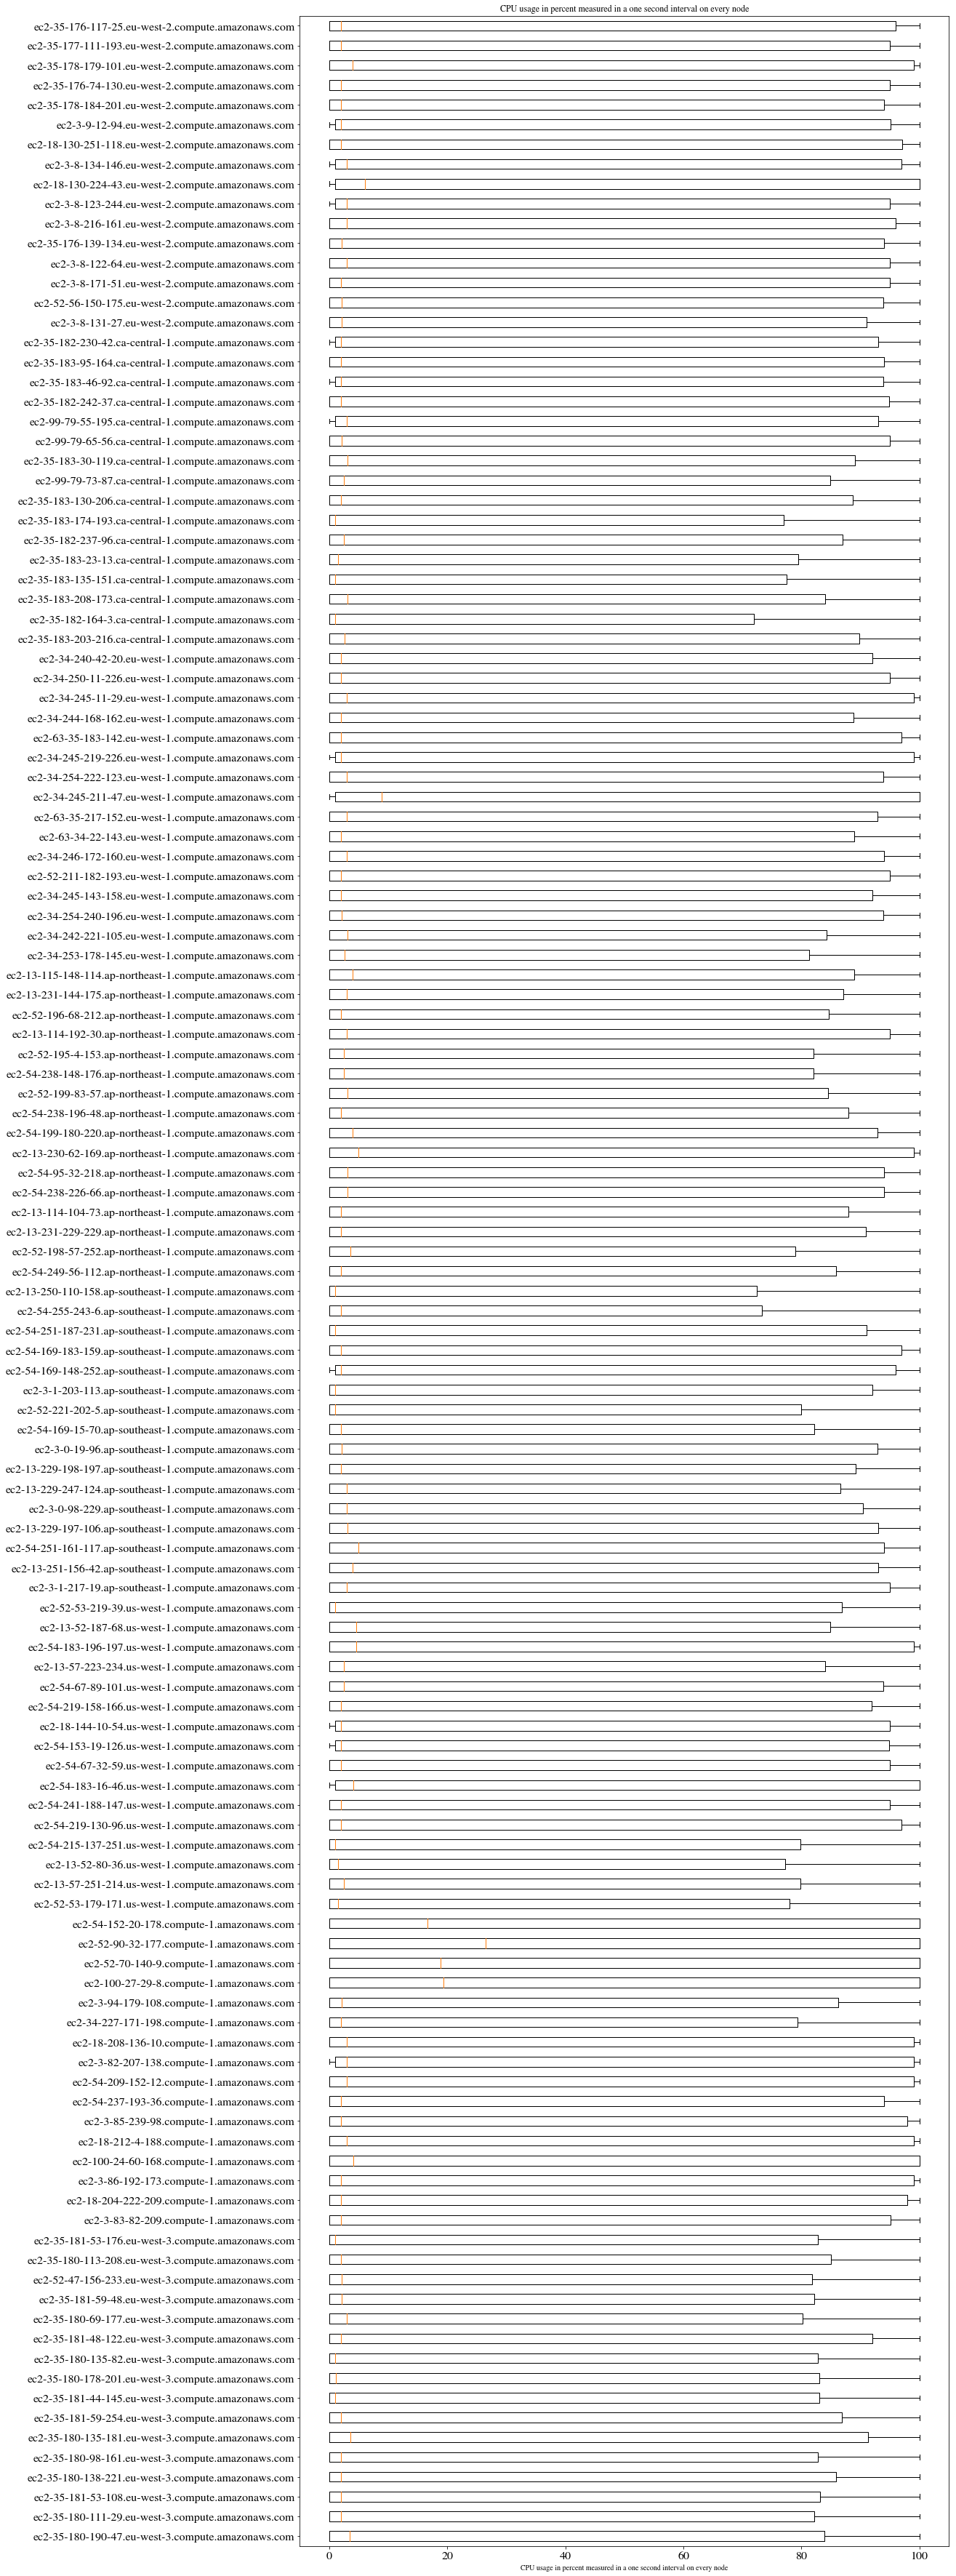 CPU usage in percent measured in a one second interval on every node
ec2-35-176-117-25.eu-west-2.compute.amazonaws.com
ec2-35-177-111-193.eu-west-2.compute.amazonaws.com
ec2-35-178-179-101.eu-west-2.compute.amazonaws.com
ec2-35-176-74-130.eu-west-2.compute.amazonaws.com
ec2-35-178-184-201.eu-west-2.compute.amazonaws.com
ec2-3-9-12-94.eu-west-2.compute.amazonaws.com
ec2-18-130-251-118.eu-west-2.compute.amazonaws.com
ec2-3-8-134-146.eu-west-2.compute.amazonaws.com
ec2-18-130-224-43.eu-west-2.compute.amazonaws.com
ec2-3-8-123-244.eu-west-2.compute.amazonaws.com
ec2-3-8-216-161.eu-west-2.compute.amazonaws.com
ec2-35-176-139-134.eu-west-2.compute.amazonaws.com
ec2-3-8-122-64.eu-west-2.compute.amazonaws.com
ec2-3-8-171-51.eu-west-2.compute.amazonaws.com
ec2-52-56-150-175.eu-west-2.compute.amazonaws.com
ec2-3-8-131-27.eu-west-2.compute.amazonaws.com
ec2-35-182-230-42.ca-central-1.compute.amazonaws.com
ec2-35-183-95-164.ca-central-1.compute.amazonaws.com
ec2-35-183-46-92.ca-central-1.compute.amazonaws.com
ec2-35-182-242-37.ca-central-1.compute.amazonaws.com
ec2-99-79-55-195.ca-central-1.compute.amazonaws.com
ec2-99-79-65-56.ca-central-1.compute.amazonaws.com
ec2-35-183-30-119.ca-central-1.compute.amazonaws.com
ec2-99-79-73-87.ca-central-1.compute.amazonaws.com
ec2-35-183-130-206.ca-central-1.compute.amazonaws.com
ec2-35-183-174-193.ca-central-1.compute.amazonaws.com
ec2-35-182-237-96.ca-central-1.compute.amazonaws.com
ec2-35-183-23-13.ca-central-1.compute.amazonaws.com
ec2-35-183-135-151.ca-central-1.compute.amazonaws.com
ec2-35-183-208-173.ca-central-1.compute.amazonaws.com
ec2-35-182-164-3.ca-central-1.compute.amazonaws.com
ec2-35-183-203-216.ca-central-1.compute.amazonaws.com
ec2-34-240-42-20.eu-west-1.compute.amazonaws.com
ec2-34-250-11-226.eu-west-1.compute.amazonaws.com
ec2-34-245-11-29.eu-west-1.compute.amazonaws.com
ec2-34-244-168-162.eu-west-1.compute.amazonaws.com
ec2-63-35-183-142.eu-west-1.compute.amazonaws.com
ec2-34-245-219-226.eu-west-1.compute.amazonaws.com
ec2-34-254-222-123.eu-west-1.compute.amazonaws.com
ec2-34-245-211-47.eu-west-1.compute.amazonaws.com
ec2-63-35-217-152.eu-west-1.compute.amazonaws.com
ec2-63-34-22-143.eu-west-1.compute.amazonaws.com
ec2-34-246-172-160.eu-west-1.compute.amazonaws.com
ec2-52-211-182-193.eu-west-1.compute.amazonaws.com
ec2-34-245-143-158.eu-west-1.compute.amazonaws.com
ec2-34-254-240-196.eu-west-1.compute.amazonaws.com
ec2-34-242-221-105.eu-west-1.compute.amazonaws.com
ec2-34-253-178-145.eu-west-1.compute.amazonaws.com
ec2-13-115-148-114.ap-northeast-1.compute.amazonaws.com
ec2-13-231-144-175.ap-northeast-1.compute.amazonaws.com
ec2-52-196-68-212.ap-northeast-1.compute.amazonaws.com
ec2-13-114-192-30.ap-northeast-1.compute.amazonaws.com
ec2-52-195-4-153.ap-northeast-1.compute.amazonaws.com
ec2-54-238-148-176.ap-northeast-1.compute.amazonaws.com
ec2-52-199-83-57.ap-northeast-1.compute.amazonaws.com
ec2-54-238-196-48.ap-northeast-1.compute.amazonaws.com
ec2-54-199-180-220.ap-northeast-1.compute.amazonaws.com
ec2-13-230-62-169.ap-northeast-1.compute.amazonaws.com
ec2-54-95-32-218.ap-northeast-1.compute.amazonaws.com
ec2-54-238-226-66.ap-northeast-1.compute.amazonaws.com
ec2-13-114-104-73.ap-northeast-1.compute.amazonaws.com
ec2-13-231-229-229.ap-northeast-1.compute.amazonaws.com
ec2-52-198-57-252.ap-northeast-1.compute.amazonaws.com
ec2-54-249-56-112.ap-northeast-1.compute.amazonaws.com
ec2-13-250-110-158.ap-southeast-1.compute.amazonaws.com
ec2-54-255-243-6.ap-southeast-1.compute.amazonaws.com
ec2-54-251-187-231.ap-southeast-1.compute.amazonaws.com
ec2-54-169-183-159.ap-southeast-1.compute.amazonaws.com
ec2-54-169-148-252.ap-southeast-1.compute.amazonaws.com
ec2-3-1-203-113.ap-southeast-1.compute.amazonaws.com
ec2-52-221-202-5.ap-southeast-1.compute.amazonaws.com
ec2-54-169-15-70.ap-southeast-1.compute.amazonaws.com
ec2-3-0-19-96.ap-southeast-1.compute.amazonaws.com
ec2-13-229-198-197.ap-southeast-1.compute.amazonaws.com
ec2-13-229-247-124.ap-southeast-1.compute.amazonaws.com
ec2-3-0-98-229.ap-southeast-1.compute.amazonaws.com
ec2-13-229-197-106.ap-southeast-1.compute.amazonaws.com
ec2-54-251-161-117.ap-southeast-1.compute.amazonaws.com
ec2-13-251-156-42.ap-southeast-1.compute.amazonaws.com
ec2-3-1-217-19.ap-southeast-1.compute.amazonaws.com
ec2-52-53-219-39.us-west-1.compute.amazonaws.com
ec2-13-52-187-68.us-west-1.compute.amazonaws.com
ec2-54-183-196-197.us-west-1.compute.amazonaws.com
ec2-13-57-223-234.us-west-1.compute.amazonaws.com
ec2-54-67-89-101.us-west-1.compute.amazonaws.com
ec2-54-219-158-166.us-west-1.compute.amazonaws.com
ec2-18-144-10-54.us-west-1.compute.amazonaws.com
ec2-54-153-19-126.us-west-1.compute.amazonaws.com
ec2-54-67-32-59.us-west-1.compute.amazonaws.com
ec2-54-183-16-46.us-west-1.compute.amazonaws.com
ec2-54-241-188-147.us-west-1.compute.amazonaws.com
ec2-54-219-130-96.us-west-1.compute.amazonaws.com
ec2-54-215-137-251.us-west-1.compute.amazonaws.com
ec2-13-52-80-36.us-west-1.compute.amazonaws.com
ec2-13-57-251-214.us-west-1.compute.amazonaws.com
ec2-52-53-179-171.us-west-1.compute.amazonaws.com
ec2-54-152-20-178.compute-1.amazonaws.com
ec2-52-90-32-177.compute-1.amazonaws.com
ec2-52-70-140-9.compute-1.amazonaws.com
ec2-100-27-29-8.compute-1.amazonaws.com
ec2-3-94-179-108.compute-1.amazonaws.com
ec2-34-227-171-198.compute-1.amazonaws.com
ec2-18-208-136-10.compute-1.amazonaws.com
ec2-3-82-207-138.compute-1.amazonaws.com
ec2-54-209-152-12.compute-1.amazonaws.com
ec2-54-237-193-36.compute-1.amazonaws.com
ec2-3-85-239-98.compute-1.amazonaws.com
ec2-18-212-4-188.compute-1.amazonaws.com
ec2-100-24-60-168.compute-1.amazonaws.com
ec2-3-86-192-173.compute-1.amazonaws.com
ec2-18-204-222-209.compute-1.amazonaws.com
ec2-3-83-82-209.compute-1.amazonaws.com
ec2-35-181-53-176.eu-west-3.compute.amazonaws.com
ec2-35-180-113-208.eu-west-3.compute.amazonaws.com
ec2-52-47-156-233.eu-west-3.compute.amazonaws.com
ec2-35-181-59-48.eu-west-3.compute.amazonaws.com
ec2-35-180-69-177.eu-west-3.compute.amazonaws.com
ec2-35-181-48-122.eu-west-3.compute.amazonaws.com
ec2-35-180-135-82.eu-west-3.compute.amazonaws.com
ec2-35-180-178-201.eu-west-3.compute.amazonaws.com
ec2-35-181-44-145.eu-west-3.compute.amazonaws.com
ec2-35-181-59-254.eu-west-3.compute.amazonaws.com
ec2-35-180-135-181.eu-west-3.compute.amazonaws.com
ec2-35-180-98-161.eu-west-3.compute.amazonaws.com
ec2-35-180-138-221.eu-west-3.compute.amazonaws.com
ec2-35-181-53-108.eu-west-3.compute.amazonaws.com
ec2-35-180-111-29.eu-west-3.compute.amazonaws.com
ec2-35-180-190-47.eu-west-3.compute.amazonaws.com
0 20 40 60 80 100
CPU usage in percent measured in a one second interval on every node